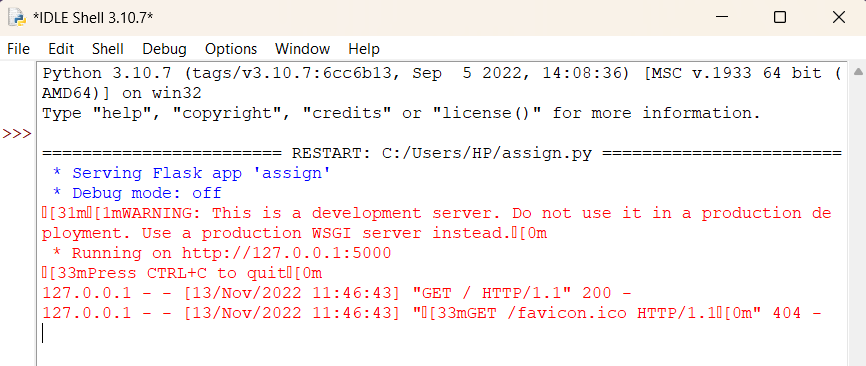 *IDLE Shell 3.10.7*
File Edit Shell Debug Options Window Help
Python 3.10.7 (tags/v3.10.7:6cc6b13, Sep  5 2022, 14:08:36) [MSC v.1933 64 bit (
AMD64)] on win32
Type "help", "copyright", "credits" or "license()" for more information.
>>>
======================== RESTART: C:/Users/HP/assign.py ========================
 * Serving Flask app 'assign'
 * Debug mode: off
▯[31m▯[1mWARNING: This is a development server. Do not use it in a production de
ployment. Use a production WSGI server instead.▯[0m
 * Running on http://127.0.0.1:5000
▯[33mPress CTRL+C to quit▯[0m
127.0.0.1 - - [13/Nov/2022 11:46:43] "GET / HTTP/1.1" 200 -
127.0.0.1 - - [13/Nov/2022 11:46:43] "▯[33mGET /favicon.ico HTTP/1.1▯[0m" 404 -